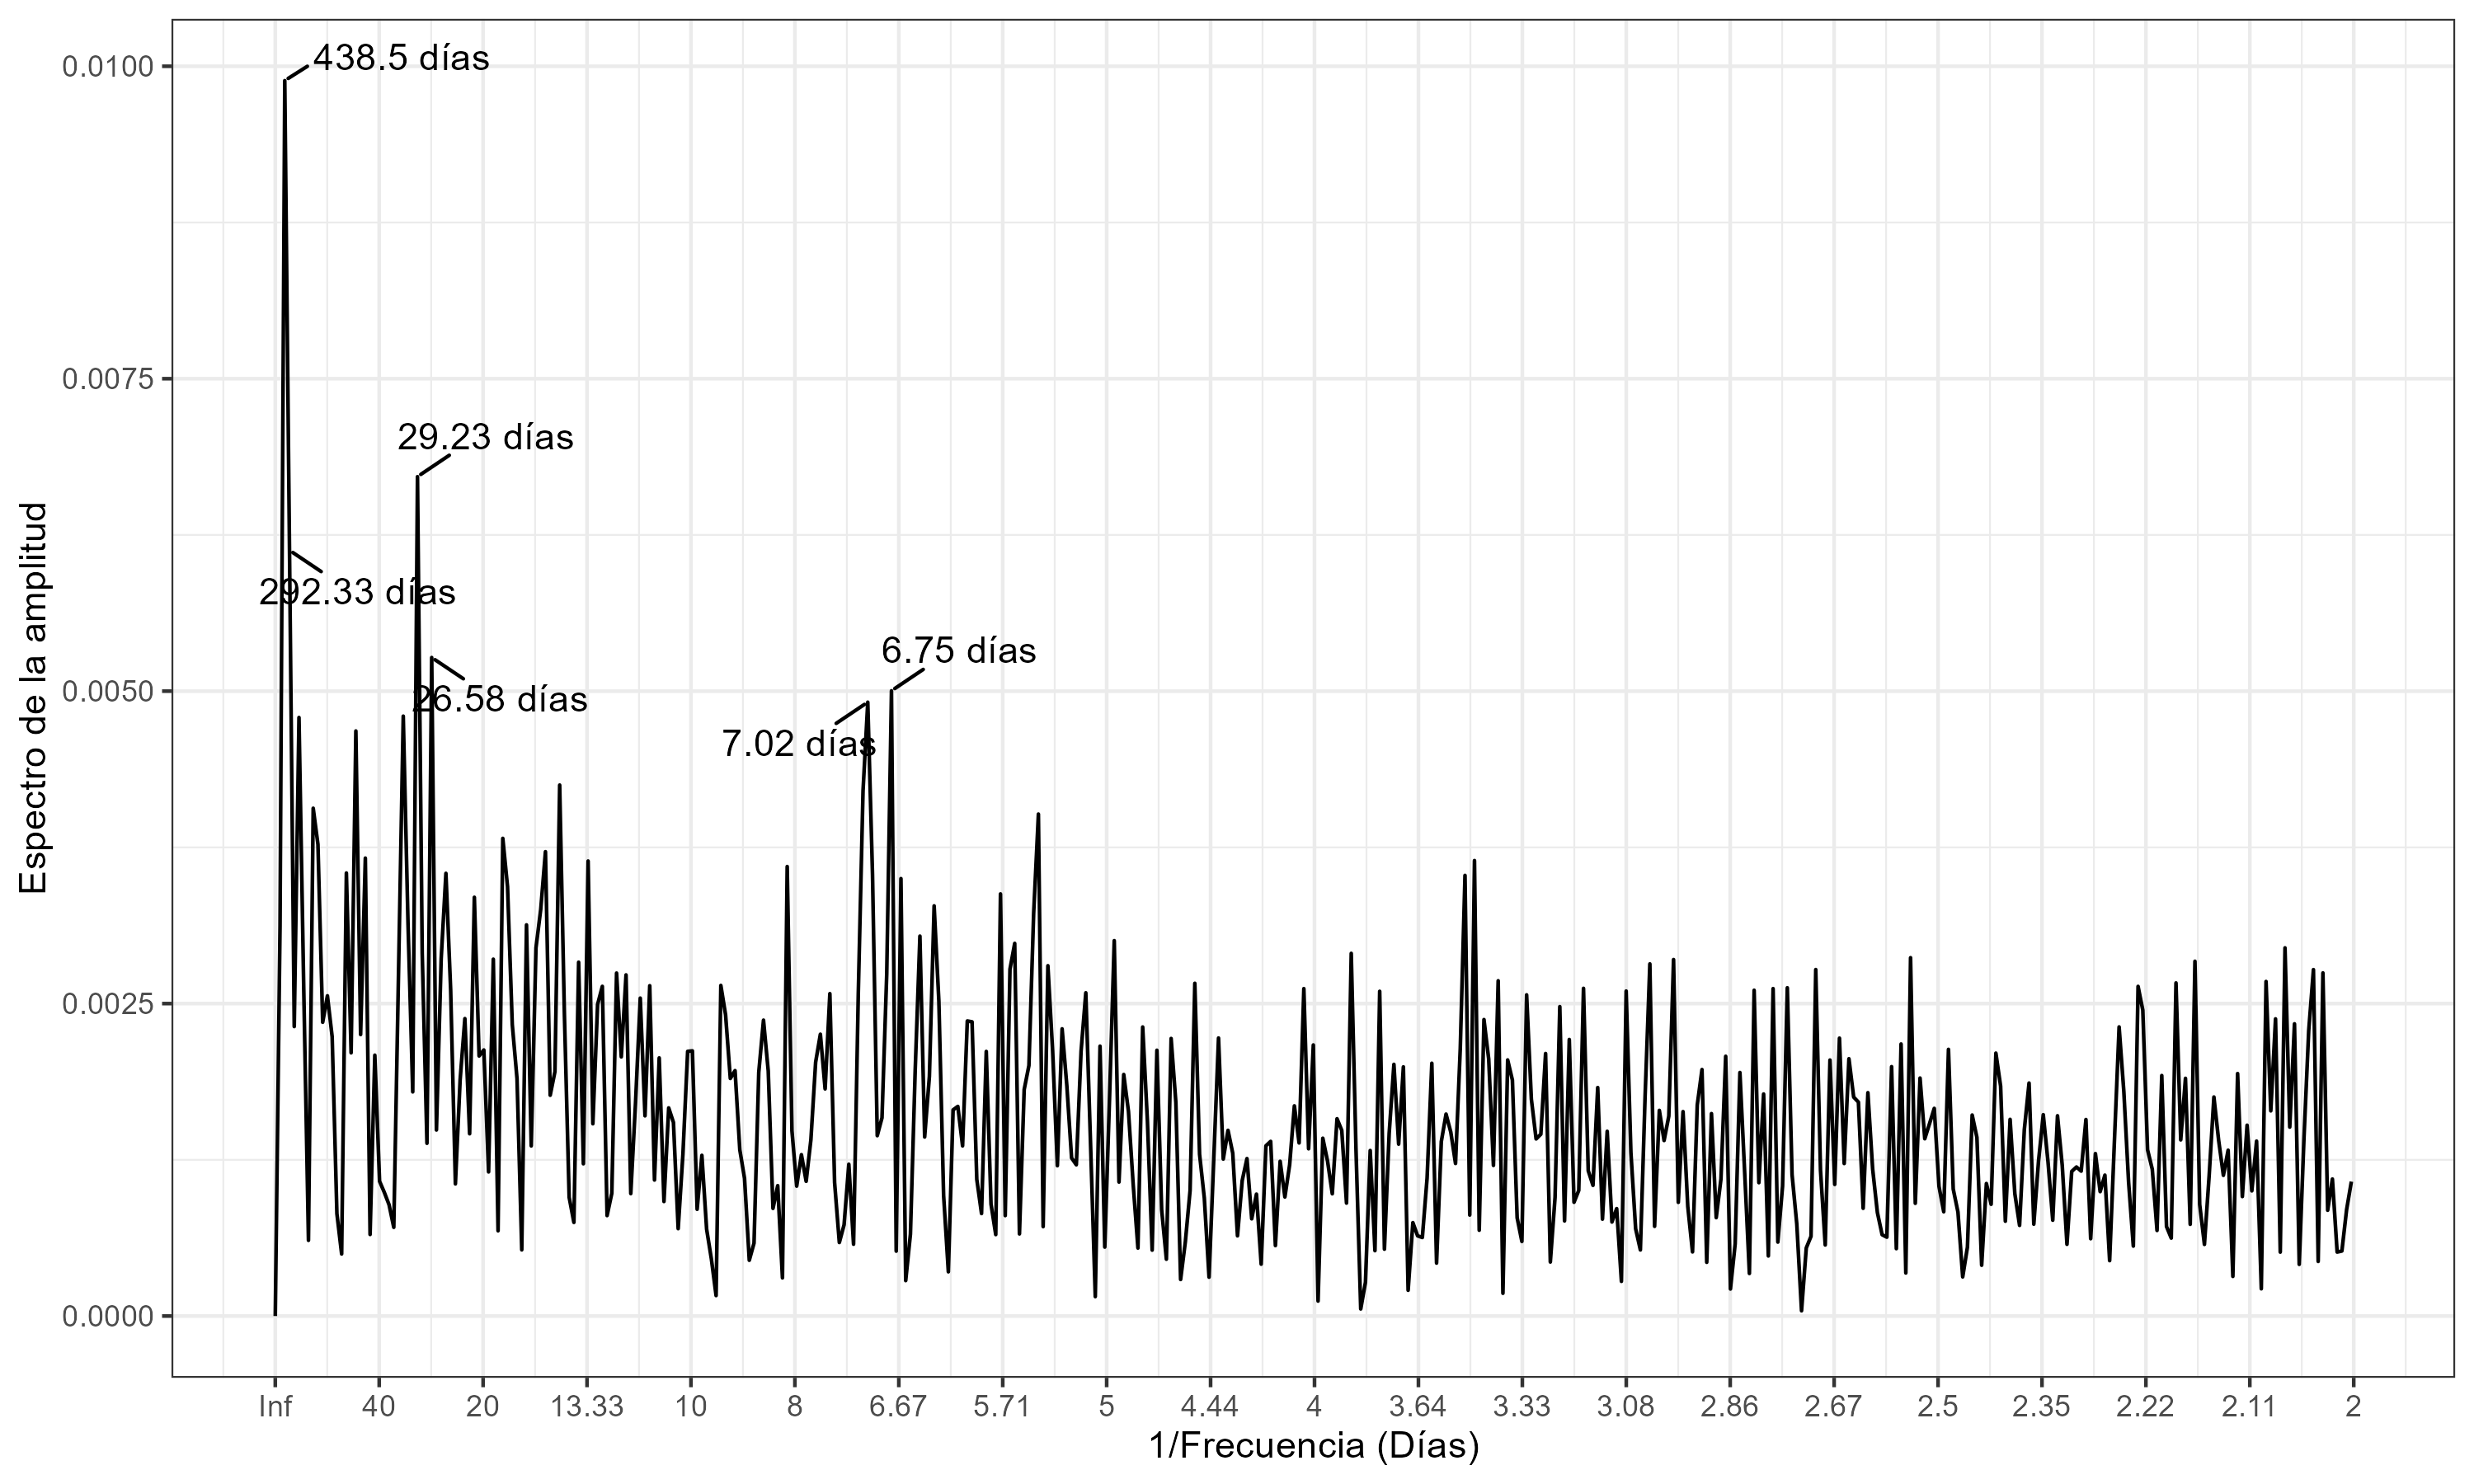 438.5 días
29.23 días
292.33 días
6.75 días
26.58 días
7.02 días
0.0100
0.0075
0.0050
0.0025
0.0000
Espectro de la amplitud
Inf 40 20 13.33 10 8 6.67 5.71 5 4.44 4 3.64 3.33 3.08 2.86 2.67 2.5 2.35 2.22 2.11 2
1/Frecuencia (Días)